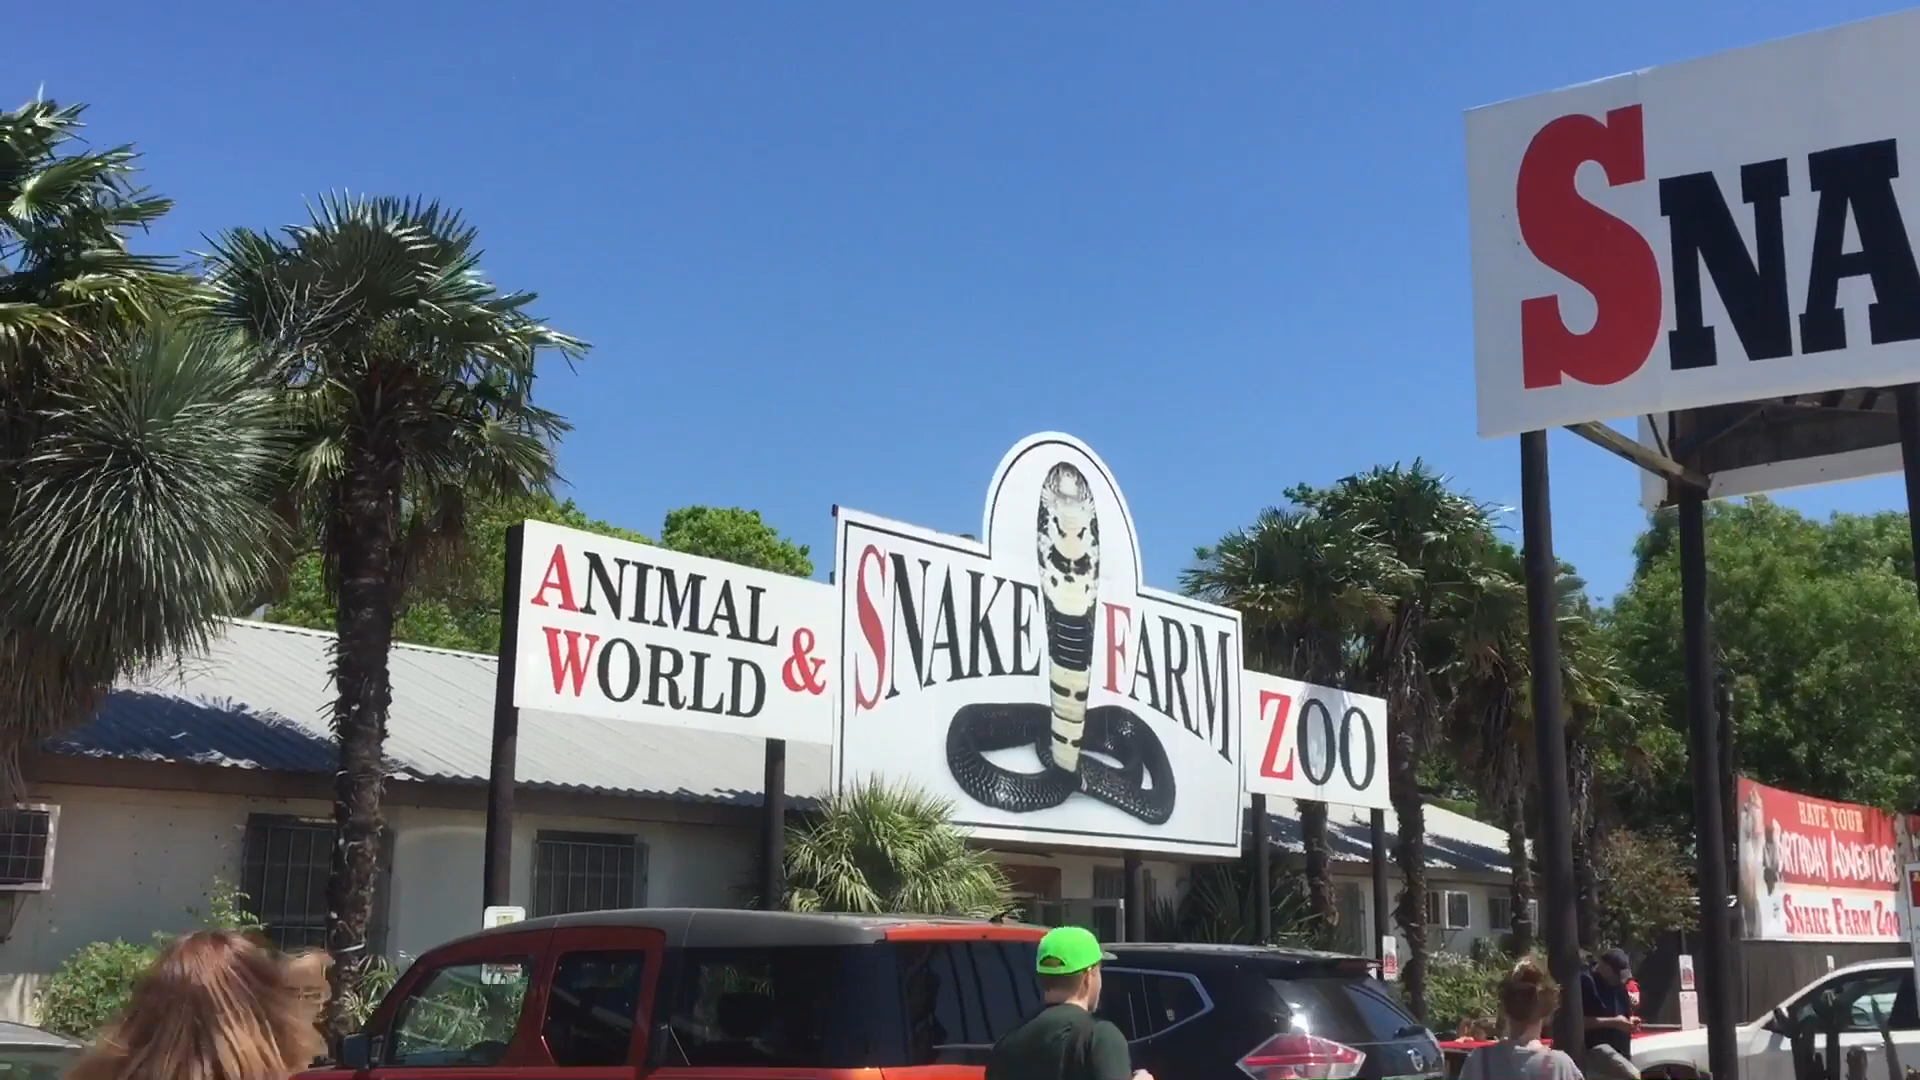 SNA
ANIMAL
WORLD &
SNAKE FARM
ZOO
HAVE YOUR
BIRTHDAY ADVENTURE
SNAKE FARM ZOO